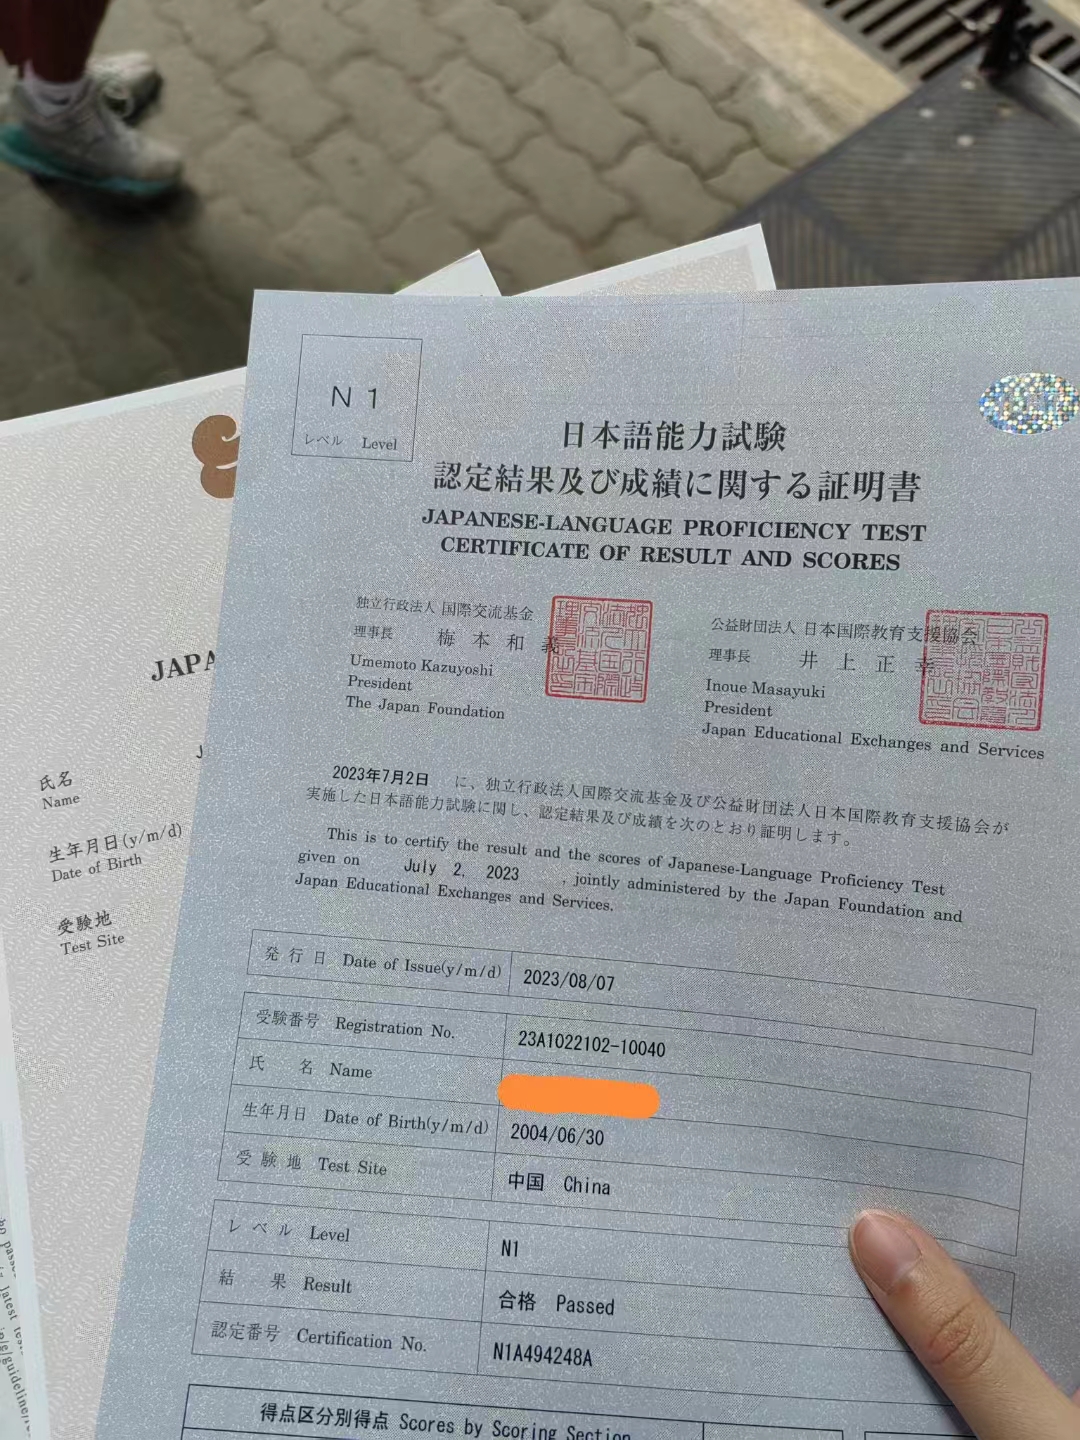 N 1
レベル Level
日本語能力試験
認定結果及び成績に関する証明書
JAPANESE-LANGUAGE PROFICIENCY TEST
CERTIFICATE OF RESULT AND SCORES
独立行政法人 国際交流基金
理事長 梅本和義
Umemoto Kazuyoshi
President
The Japan Foundation
公益財団法人 日本国際教育支援協会
理事長 井上正幸
Inoue Masayuki
President
Japan Educational Exchanges and Services
2023年7月2日 に、独立行政法人国際交流基金及び公益財団法人日本国際教育支援協会が
実施した日本語能力試験に関し、認定結果及び成績を次のとおり証明します。
This is to certify the result and the scores of Japanese-Language Proficiency Test
given on July 2, 2023 , jointly administered by the Japan Foundation and
Japan Educational Exchanges and Services.
発行日 Date of Issue(y/m/d) 2023/08/07
受験番号 Registration No. 23A1022102-10040
氏名 Name
生年月日 Date of Birth(y/m/d) 2004/06/30
受験地 Test Site 中国 China
レベル Level N1
結果 Result 合格 Passed
認定番号 Certification No. N1A494248A
得点区分別得点 Scores by Scoring Section
JAPA
J
氏名
Name
生年月日(y/m/d)
Date of Birth
受験地
Test Site
latest